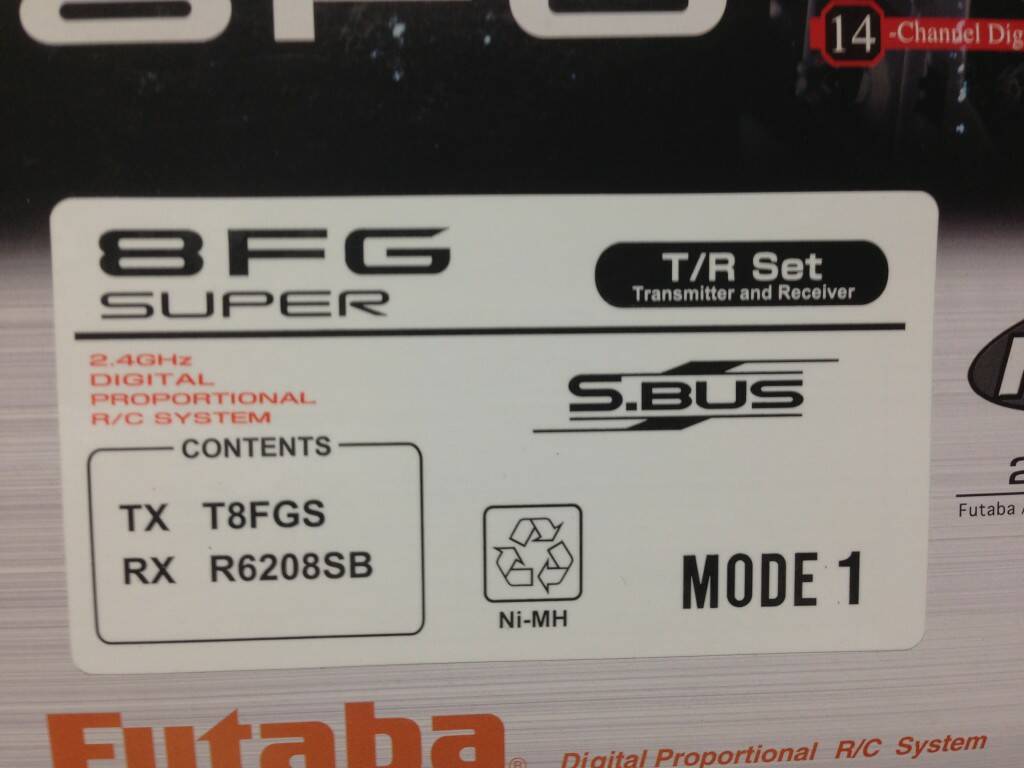 14 -Channel
8FG
SUPER
T/R Set
Transmitter and Receiver
2.4GHz
DIGITAL
PROPORTIONAL
R/C SYSTEM
S.BUS
CONTENTS
TX T8FGS
RX R6208SB
Ni-MH
MODE 1
2
Futaba
Futaba®
Digital Proportional R/C System